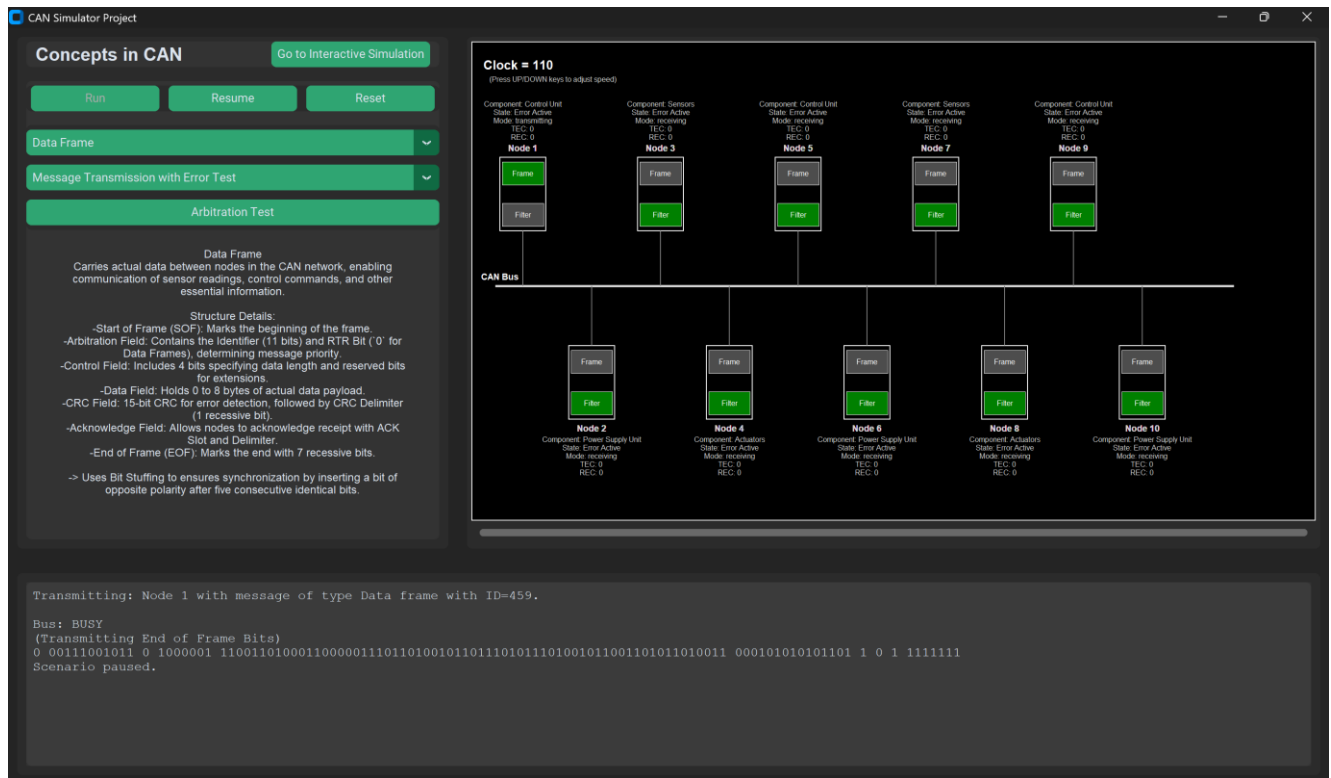 CAN Simulator Project
Concepts in CAN
Go to Interactive Simulation
Run
Resume
Reset
Data Frame
Message Transmission with Error Test
Arbitration Test
Data Frame
Carries actual data between nodes in the CAN network, enabling
communication of sensor readings, control commands, and other
essential information.
Structure Details:
-Start of Frame (SOF): Marks the beginning of the frame.
-Arbitration Field: Contains the Identifier (11 bits) and RTR Bit (`0` for
Data Frames), determining message priority.
-Control Field: Includes 4 bits specifying data length and reserved bits
for extensions.
-Data Field: Holds 0 to 8 bytes of actual data payload.
-CRC Field: 15-bit CRC for error detection, followed by CRC Delimiter
(1 recessive bit).
-Acknowledge Field: Allows nodes to acknowledge receipt with ACK
Slot and Delimiter.
-End of Frame (EOF): Marks the end with 7 recessive bits.
-> Uses Bit Stuffing to ensures synchronization by inserting a bit of
opposite polarity after five consecutive identical bits.
Clock = 110
(Press UP/DOWN keys to adjust speed)
Component: Control Unit
State: Error Active
Mode: transmitting
TEC: 0
REC: 0
Node 1
Frame
Filter
Component: Sensors
State: Error Active
Mode: receiving
TEC: 0
REC: 0
Node 3
Frame
Filter
Component: Control Unit
State: Error Active
Mode: receiving
TEC: 0
REC: 0
Node 5
Frame
Filter
Component: Sensors
State: Error Active
Mode: receiving
TEC: 0
REC: 0
Node 7
Frame
Filter
Component: Control Unit
State: Error Active
Mode: receiving
TEC: 0
REC: 0
Node 9
Frame
Filter
CAN Bus
Frame
Filter
Node 2
Component: Power Supply Unit
State: Error Active
Mode: receiving
TEC: 0
REC: 0
Frame
Filter
Node 4
Component: Actuators
State: Error Active
Mode: receiving
TEC: 0
REC: 0
Frame
Filter
Node 6
Component: Power Supply Unit
State: Error Active
Mode: receiving
TEC: 0
REC: 0
Frame
Filter
Node 8
Component: Actuators
State: Error Active
Mode: receiving
TEC: 0
REC: 0
Frame
Filter
Node 10
Component: Power Supply Unit
State: Error Active
Mode: receiving
TEC: 0
REC: 0
Transmitting: Node 1 with message of type Data frame with ID=459.
Bus: BUSY
(Transmitting End of Frame Bits)
0 00111001011 0 1000001 1100110100011000001110110100101101110101110100101100110101101​0011 000101010101101 1 0 1 1111111
Scenario paused.